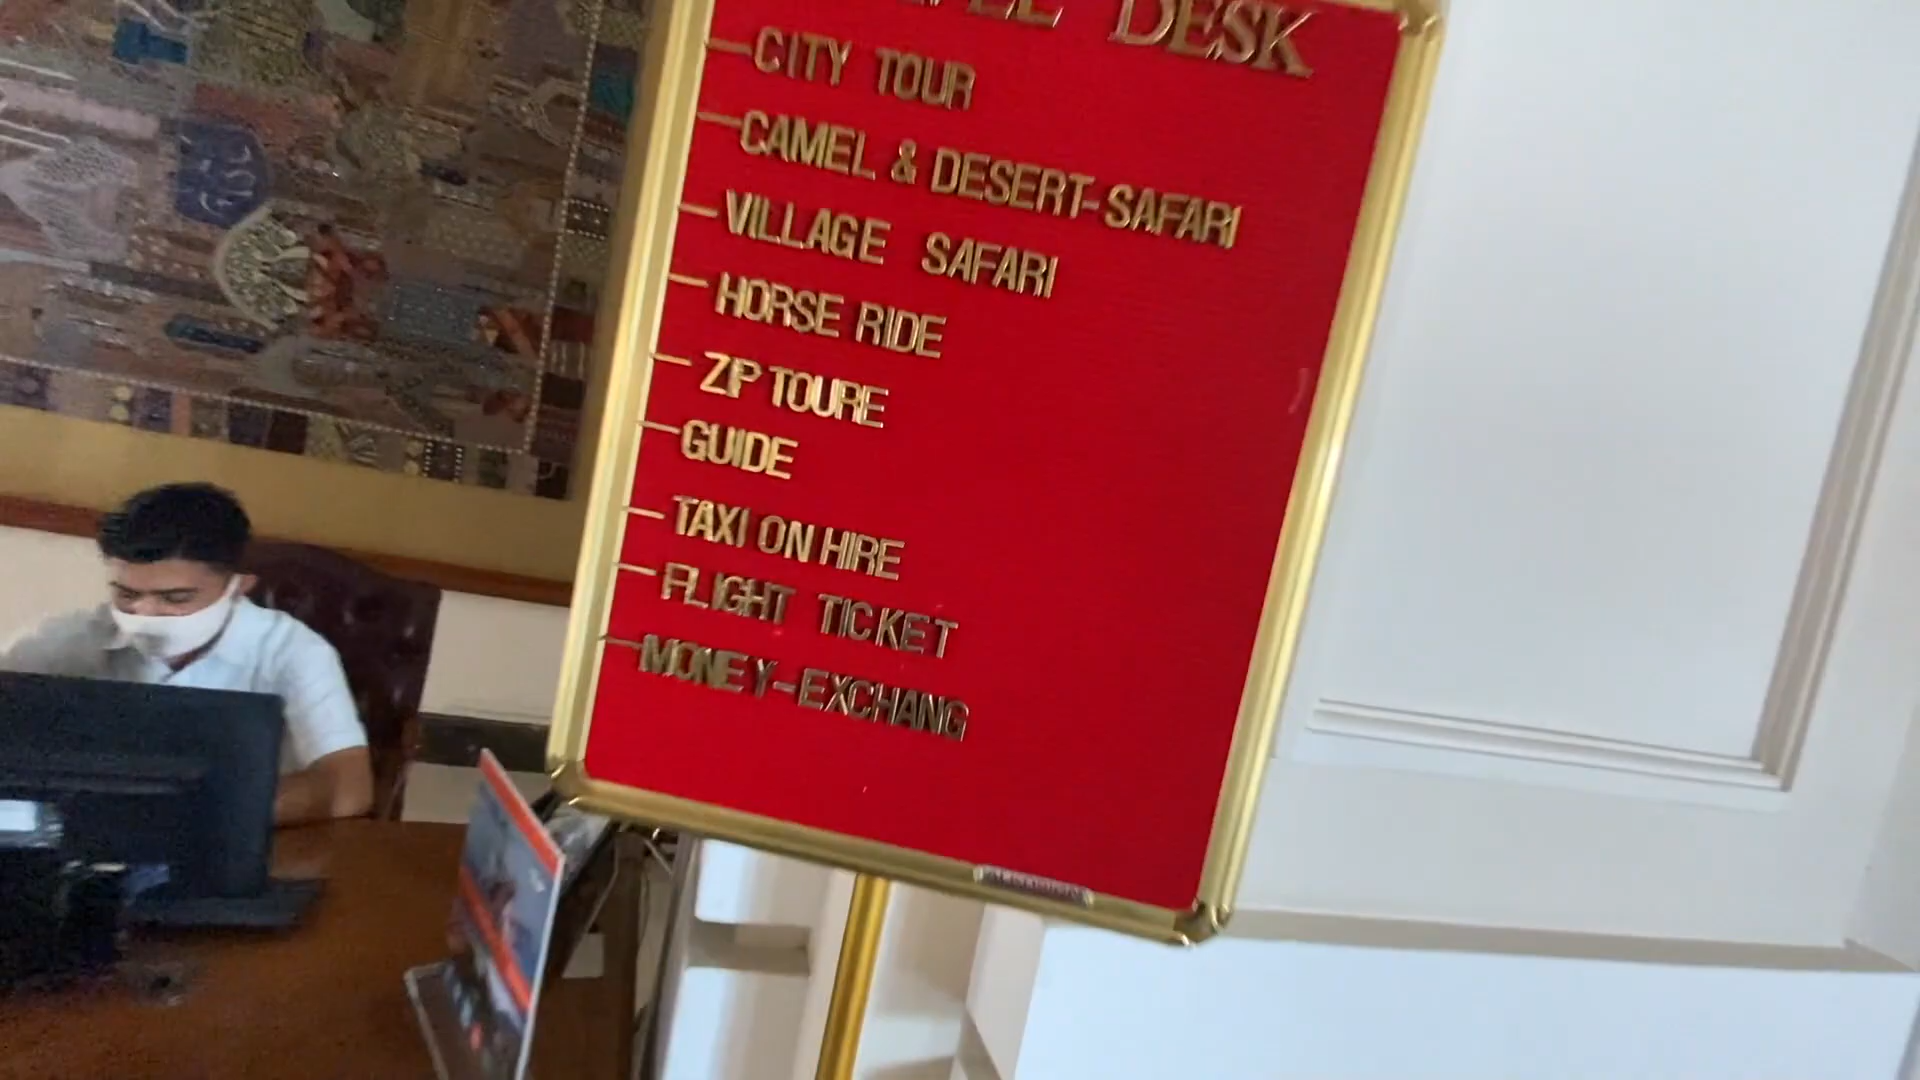 DESK
CITY TOUR
CAMEL & DESERT-SAFARI
VILLAGE SAFARI
HORSE RIDE
ZIP TOURE
GUIDE
TAXI ON HIRE
FLIGHT TICKET
MONEY-EXCHANG